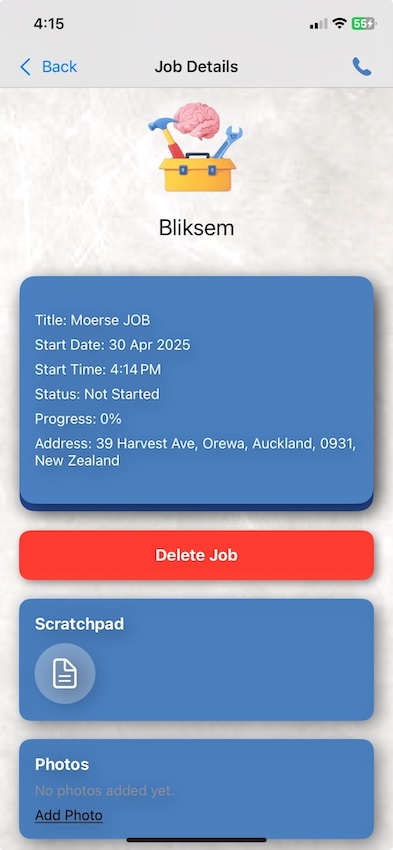 4:15
55
Back
Job Details
Bliksem
Title: Moerse JOB
Start Date: 30 Apr 2025
Start Time: 4:14 PM
Status: Not Started
Progress: 0%
Address: 39 Harvest Ave, Orewa, Auckland, 0931,
New Zealand
Delete Job
Scratchpad
Photos
No photos added yet.
Add Photo